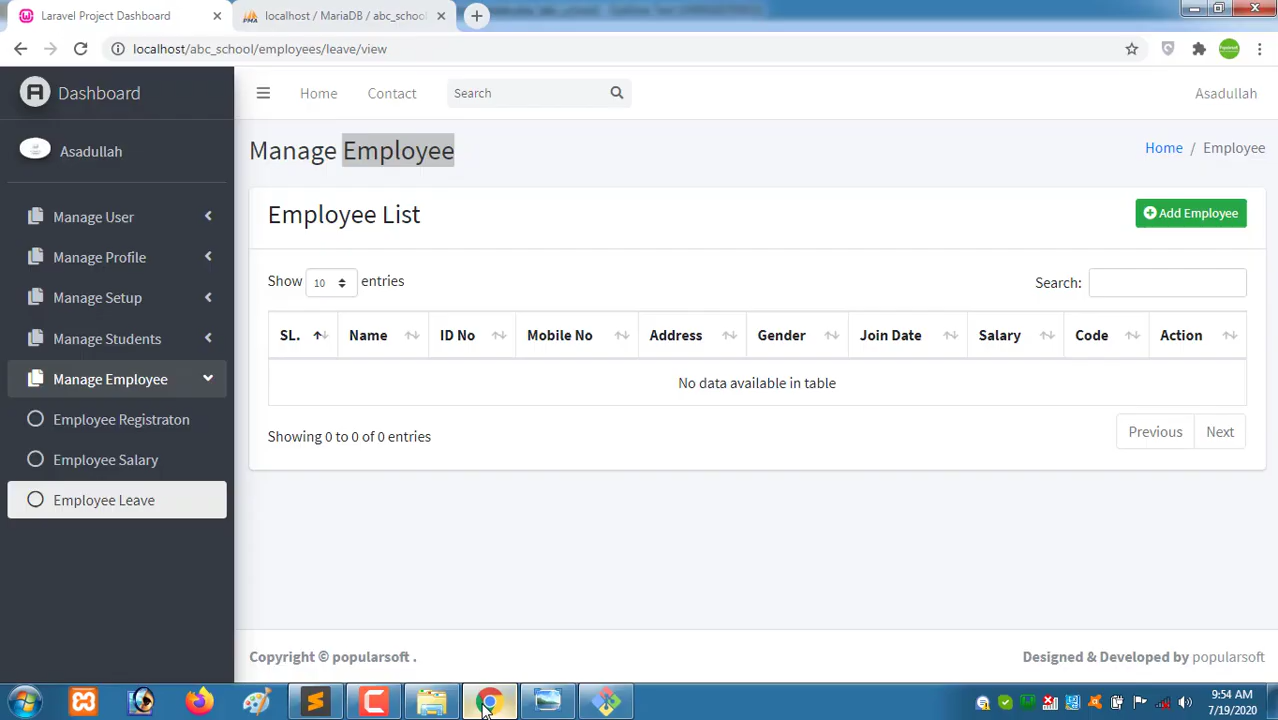 Laravel Project Dashboard
localhost / MariaDB / abc_school
localhost/abc_school/employees/leave/view
Dashboard
Home
Contact
Search
Asadullah
Asadullah
Manage User
Manage Profile
Manage Setup
Manage Students
Manage Employee
Employee Registraton
Employee Salary
Employee Leave
Manage Employee
Home / Employee
Employee List
Add Employee
Show 10 entries
Search:
SL. Name ID No Mobile No Address Gender Join Date Salary Code Action
No data available in table
Showing 0 to 0 of 0 entries
Previous Next
Copyright © popularsoft .
Designed & Developed by popularsoft
9:54 AM
7/19/2020